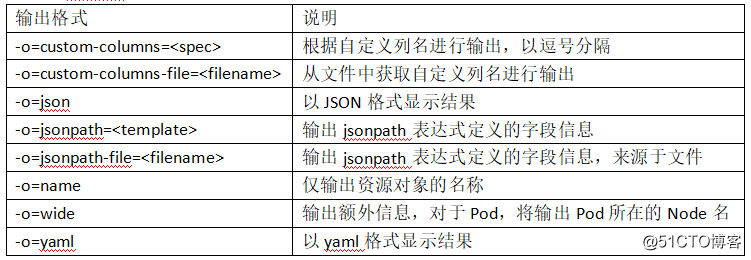 输出格式 说明
-o=custom-columns=<spec> 根据自定义列名进行输出，以逗号分隔
-o=custom-columns-file=<filename> 从文件中获取自定义列名进行输出
-o=json 以 JSON 格式显示结果
-o=jsonpath=<template> 输出 jsonpath 表达式定义的字段信息
-o=jsonpath-file=<filename> 输出 jsonpath 表达式定义的字段信息，来源于文件
-o=name 仅输出资源对象的名称
-o=wide 输出额外信息，对于 Pod，将输出 Pod 所在的 Node 名
-o=yaml 以 yaml 格式显示结果
@51CTO博客